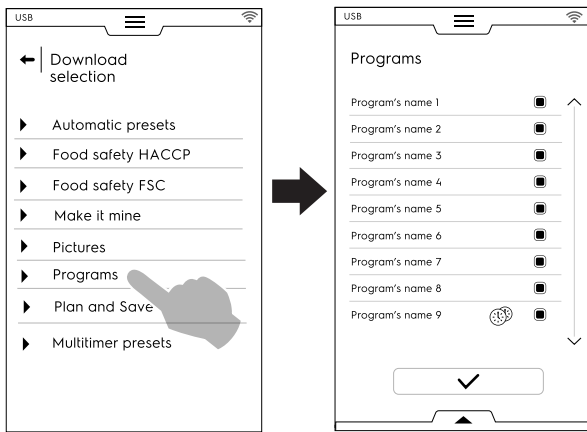 USB
Download
selection
Automatic presets
Food safety HACCP
Food safety FSC
Make it mine
Pictures
Programs
Plan and Save
Multitimer presets
USB
Programs
Program's name 1
Program's name 2
Program's name 3
Program's name 4
Program's name 5
Program's name 6
Program's name 7
Program's name 8
Program's name 9